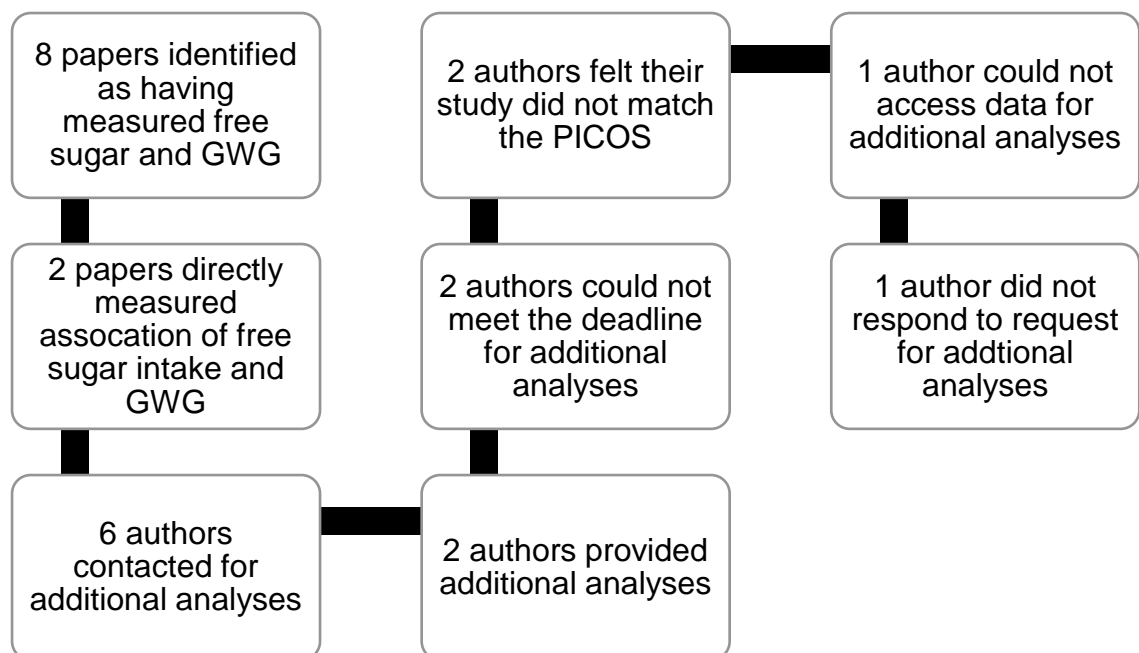 8 papers identified
as having
measured free
sugar and GWG
2 papers directly
measured
assocation of free
sugar intake and
GWG
6 authors
contacted for
additional analyses
2 authors provided
additional analyses
2 authors could not
meet the deadline
for additional
analyses
2 authors felt their
study did not match
the PICOS
1 author could not
access data for
additional analyses
1 author did not
respond to request
for addtional
analyses